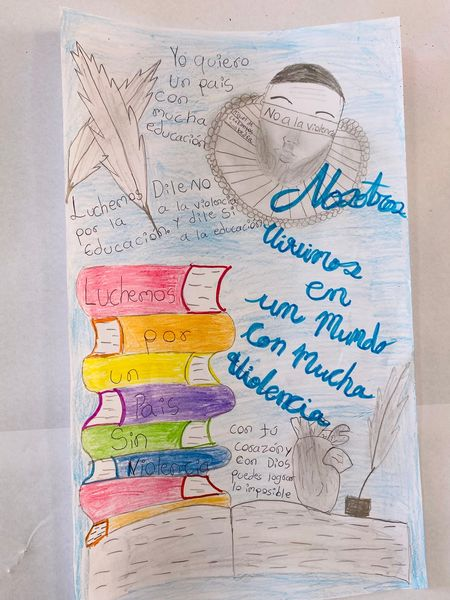 Yo quiero
un pais
con
mucha
educación
No a la violencia
Luchemos
por la
Educación.
Dile NO
a la violencia
y dile Si
a la educación
Nosotros
vivimos
en
un mundo
con mucha
violencia
Luchemos
por
un
Pais
Sin
Violencia
con tú
corazón y
con Dios
puedes lograr
lo imposible